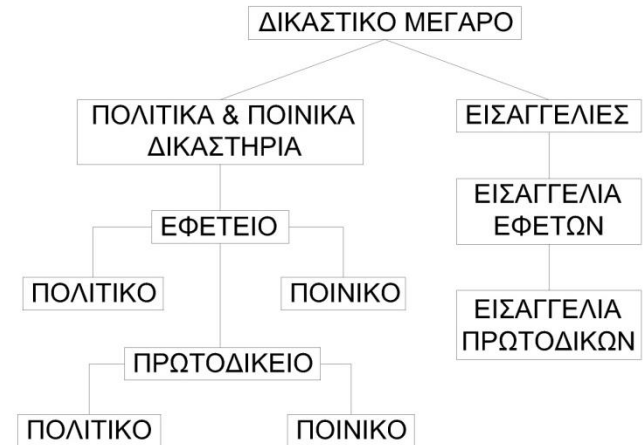 ΔΙΚΑΣΤΙΚΟ ΜΕΓΑΡΟ
ΠΟΛΙΤΙΚΑ & ΠΟΙΝΙΚΑ
ΔΙΚΑΣΤΗΡΙΑ
ΕΙΣΑΓΓΕΛΙΕΣ
ΕΙΣΑΓΓΕΛΙΑ
ΕΦΕΤΩΝ
ΕΦΕΤΕΙΟ
ΠΟΛΙΤΙΚΟ
ΠΟΙΝΙΚΟ
ΕΙΣΑΓΓΕΛΙΑ
ΠΡΩΤΟΔΙΚΩΝ
ΠΡΩΤΟΔΙΚΕΙΟ
ΠΟΛΙΤΙΚΟ
ΠΟΙΝΙΚΟ